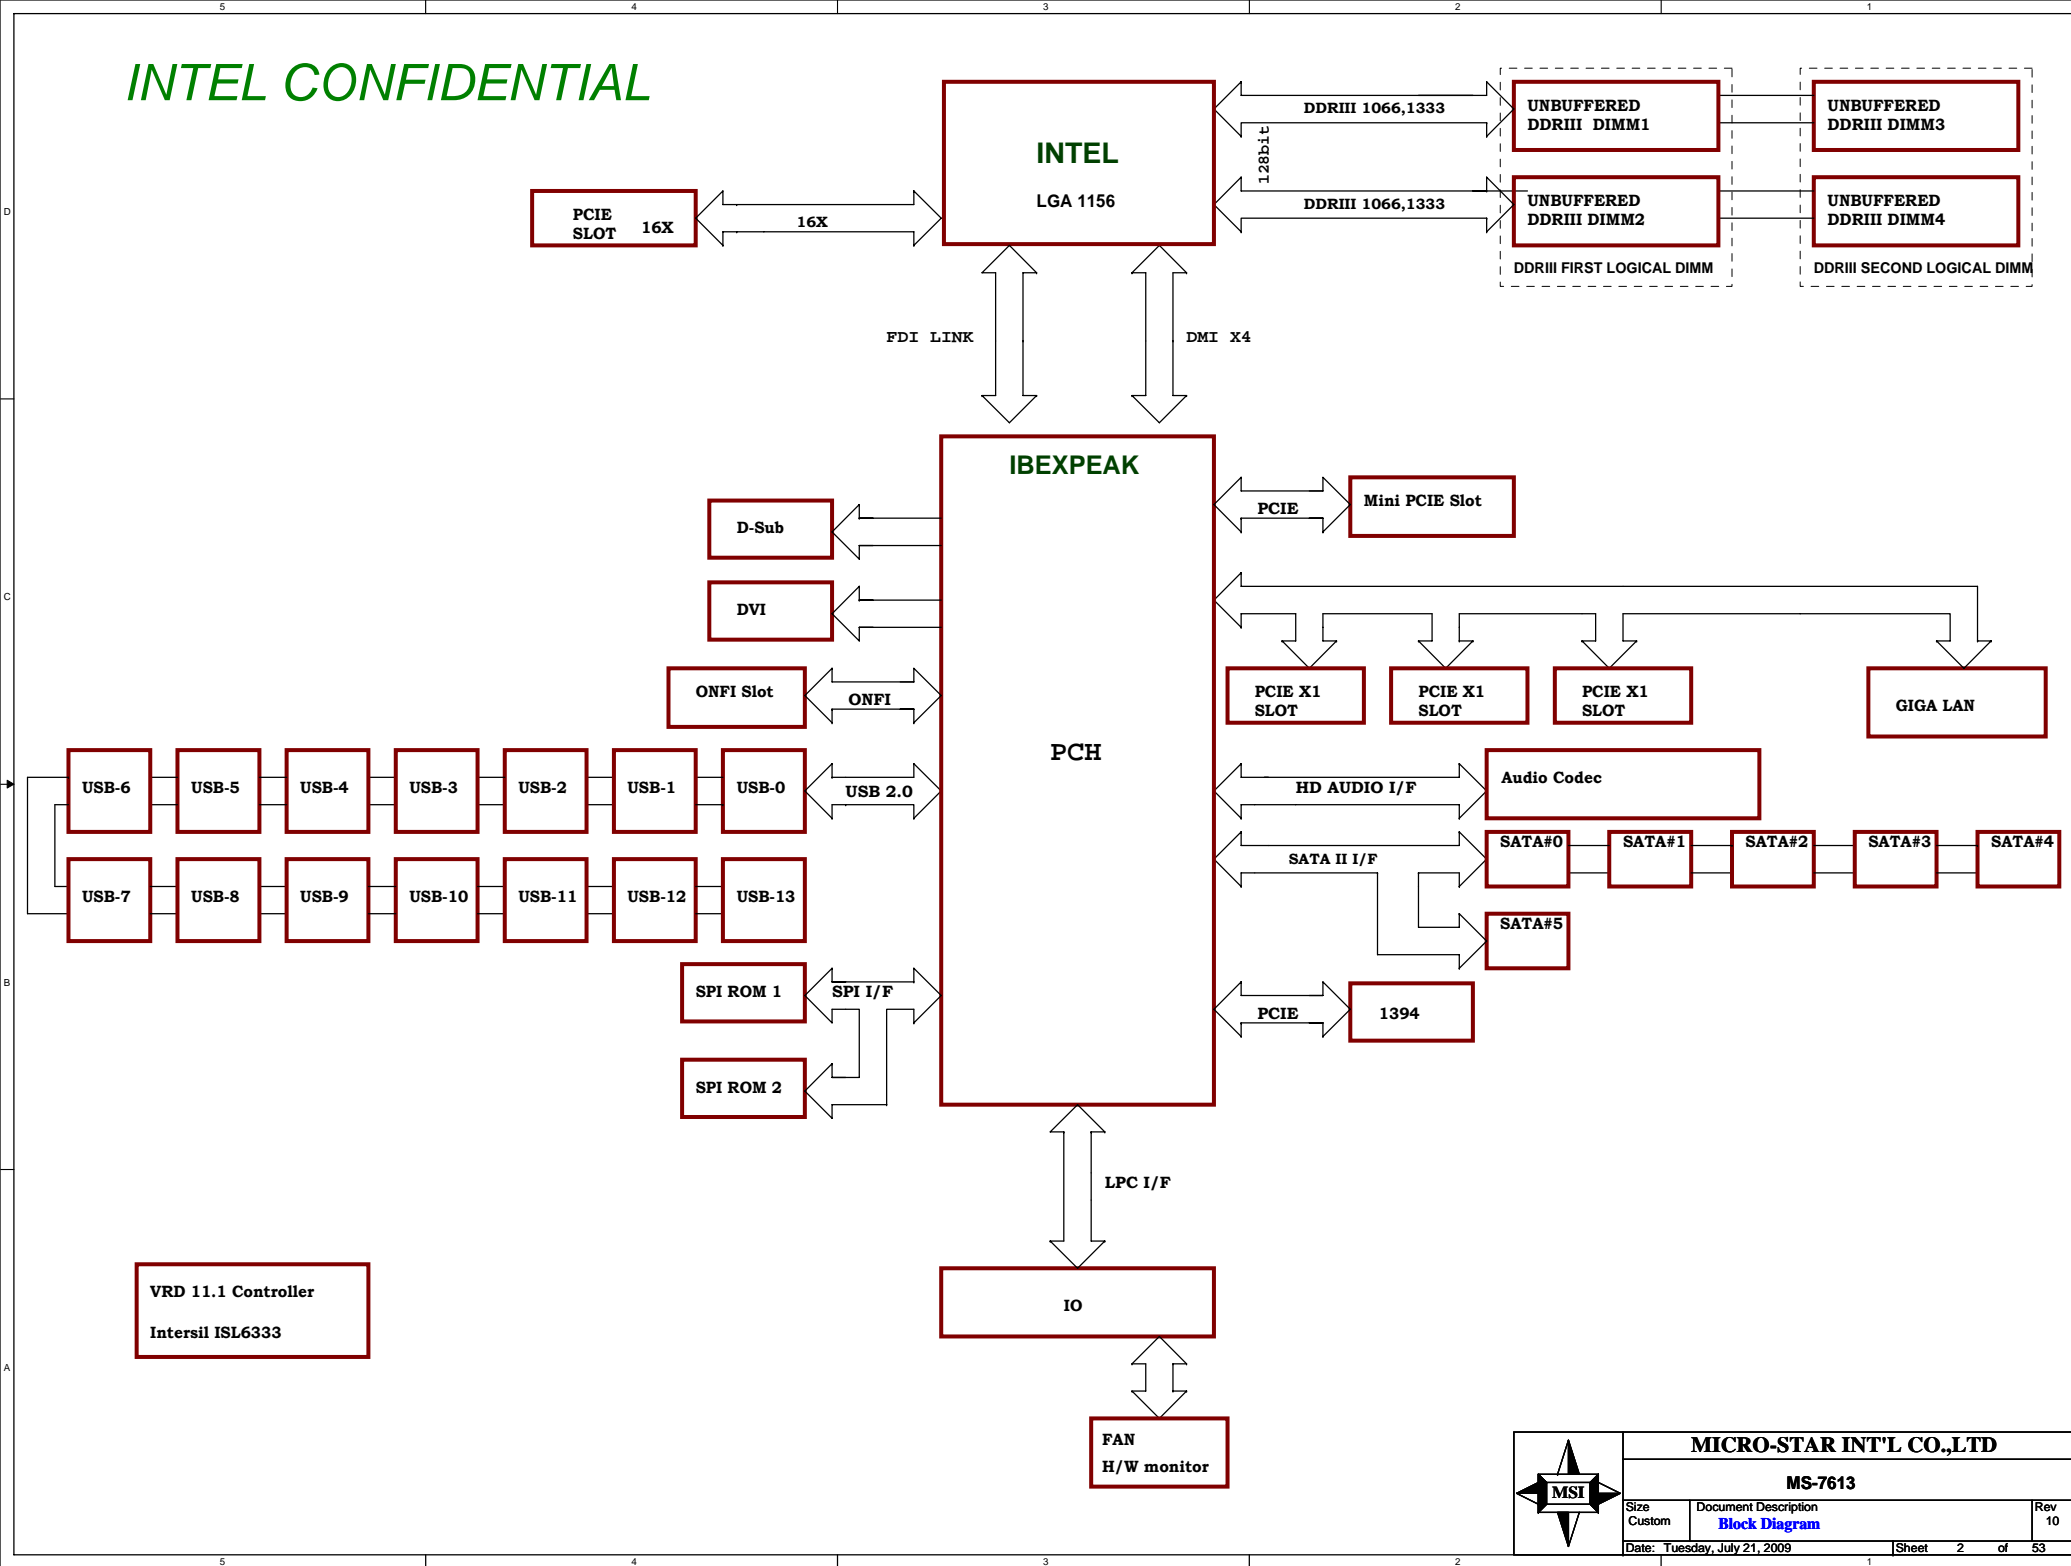 5 4 3 2 1
INTEL CONFIDENTIAL
INTEL
LGA 1156
DDRIII 1066,1333
128bit
DDRIII 1066,1333
UNBUFFERED
DDRIII DIMM1
UNBUFFERED
DDRIII DIMM3
UNBUFFERED
DDRIII DIMM2
UNBUFFERED
DDRIII DIMM4
DDRIII FIRST LOGICAL DIMM
DDRIII SECOND LOGICAL DIMM
D
PCIE
SLOT 16X
16X
FDI LINK
DMI X4
IBEXPEAK
PCH
D-Sub
DVI
ONFI Slot
ONFI
PCIE
Mini PCIE Slot
C
PCIE X1
SLOT
PCIE X1
SLOT
PCIE X1
SLOT
GIGA LAN
USB-6
USB-5
USB-4
USB-3
USB-2
USB-1
USB-0
USB 2.0
HD AUDIO I/F
Audio Codec
USB-7
USB-8
USB-9
USB-10
USB-11
USB-12
USB-13
SATA II I/F
SATA#0
SATA#1
SATA#2
SATA#3
SATA#4
SATA#5
B
SPI ROM 1
SPI I/F
SPI ROM 2
PCIE
1394
LPC I/F
IO
VRD 11.1 Controller
Intersil ISL6333
A
FAN
H/W monitor
MSI
MICRO-STAR INT'L CO.,LTD
MS-7613
Size
Custom
Document Description
Block Diagram
Rev
10
Date: Tuesday, July 21, 2009
Sheet 2 of 53
5 4 3 2 1